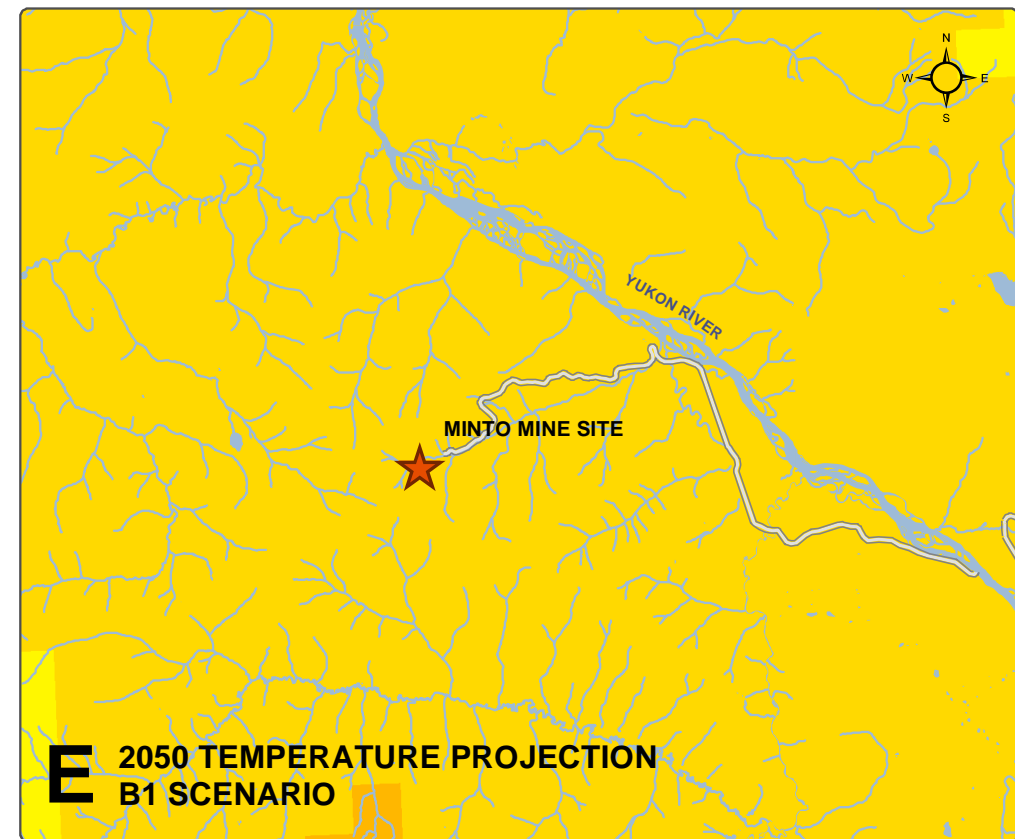 N
W E
S
YUKON RIVER
MINTO MINE SITE
E 2050 TEMPERATURE PROJECTION
B1 SCENARIO